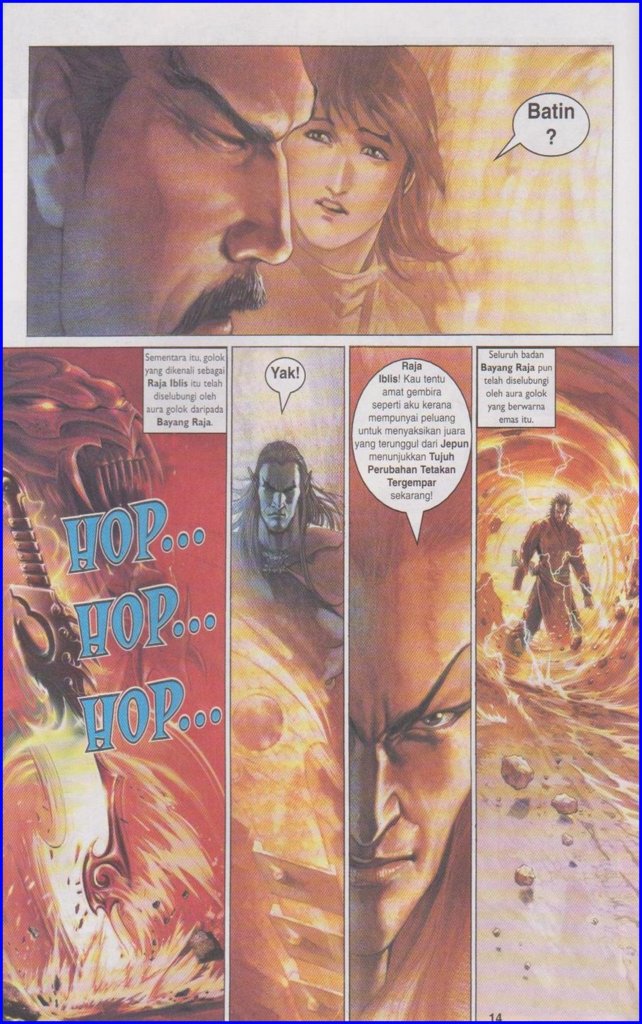 Batin
?
Sementara itu, golok
yang dikenali sebagai
Raja Iblis itu telah
diselubungi oleh
aura golok daripada
Bayang Raja.
HOP...
HOP...
HOP...
Yak!
Raja
Iblis! Kau tentu
amat gembira
seperti aku kerana
mempunyai peluang
untuk menyaksikan juara
yang terunggul dari Jepun
menunjukkan Tujuh
Perubahan Tetakan
Tergempar
sekarang!
Seluruh badan
Bayang Raja pun
telah diselubungi
oleh aura golok
yang berwarna
emas itu.
14